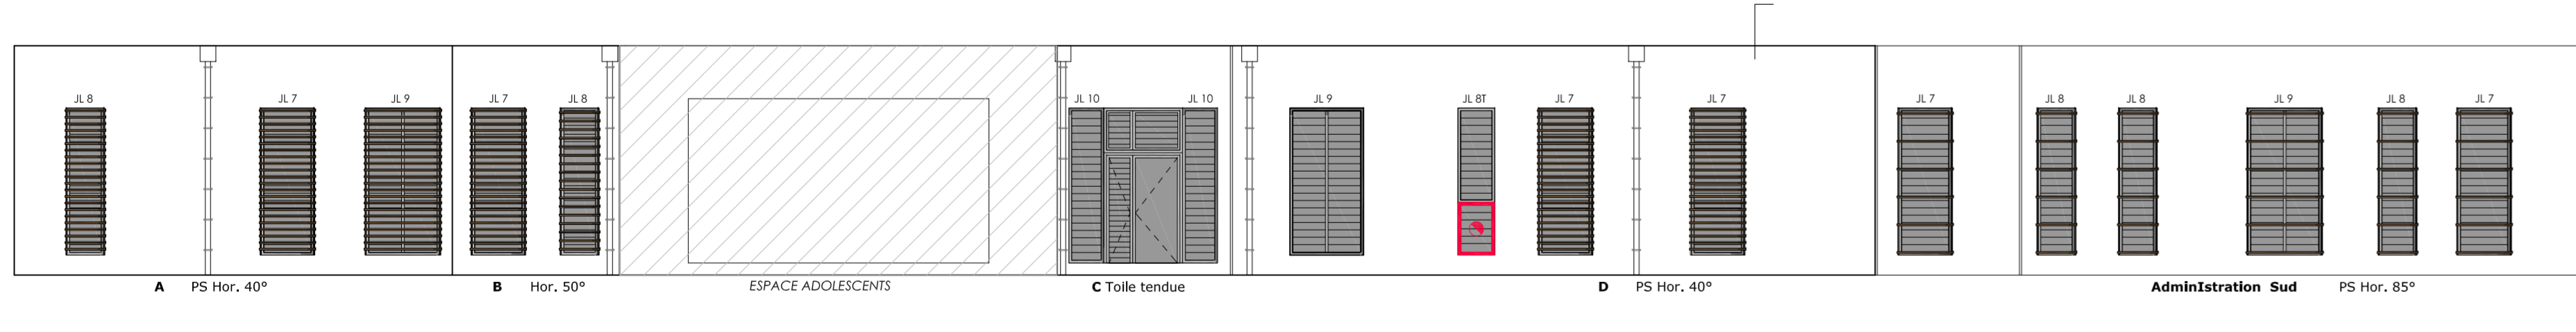 JL 8 JL 7 JL 9 JL 7 JL 8 JL 10 JL 10 JL 9 JL 8T JL 7 JL 7 JL 7 JL 8 JL 8 JL 9 JL 8 JL 7
A PS Hor. 40° B Hor. 50° ESPACE ADOLESCENTS C Toile tendue D PS Hor. 40° AdminIstration Sud PS Hor. 85°